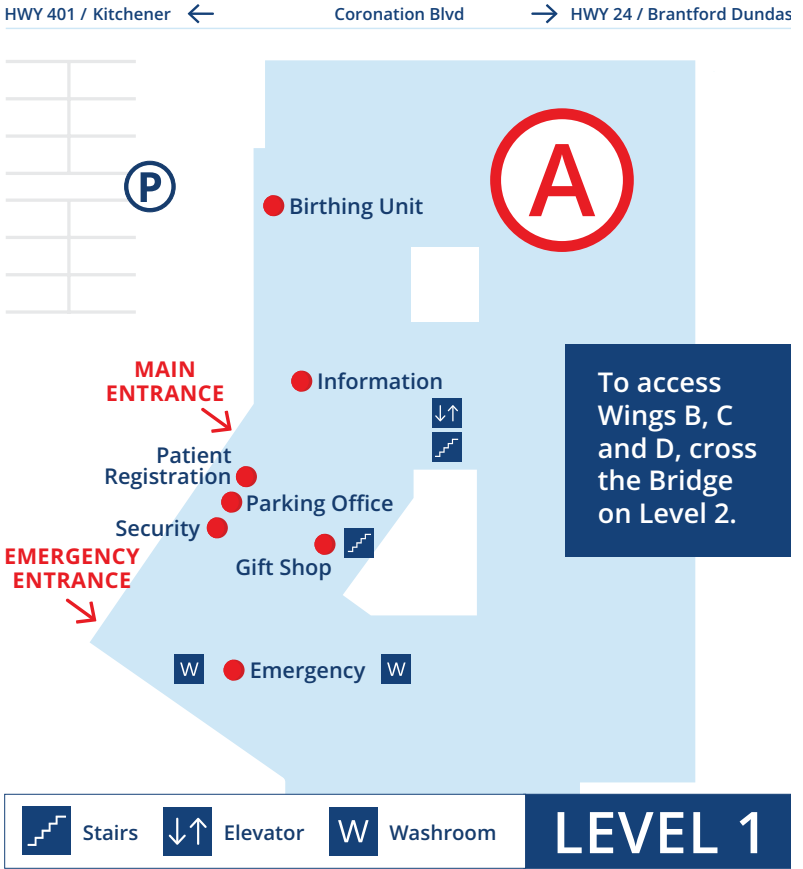 HWY 401 / Kitchener ← Coronation Blvd → HWY 24 / Brantford Dundas
A
P
Birthing Unit
MAIN
ENTRANCE
Information
To access
Wings B, C
and D, cross
the Bridge
on Level 2.
Patient
Registration
Parking Office
Security
EMERGENCY
ENTRANCE
Gift Shop
W Emergency W
Stairs ↓↑ Elevator W Washroom
LEVEL 1